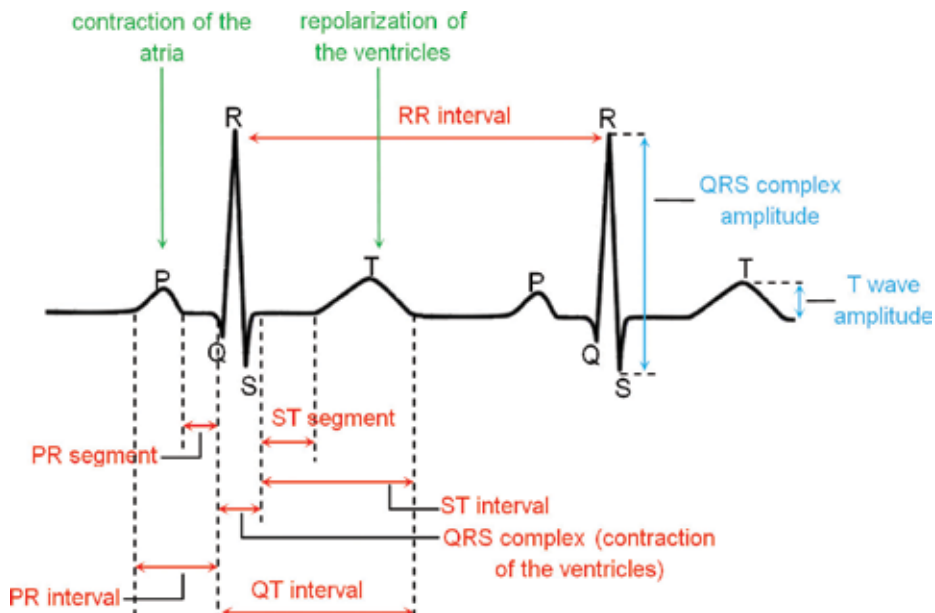 contraction of the
atria
repolarization of
the ventricles
R
RR interval
R
QRS complex
amplitude
P
T
P
T
T wave
amplitude
Q
S
Q
S
ST segment
PR segment
ST interval
QRS complex (contraction
of the ventricles)
PR interval
QT interval